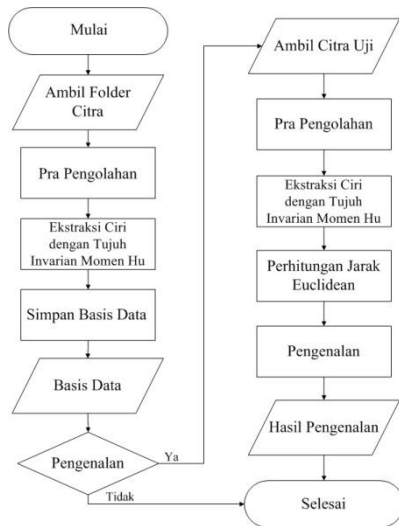 Mulai
Ambil Folder
Citra
Pra Pengolahan
Ekstraksi Ciri
dengan Tujuh
Invarian Momen Hu
Simpan Basis Data
Basis Data
Pengenalan
Ya
Tidak
Ambil Citra Uji
Pra Pengolahan
Ekstraksi Ciri
dengan Tujuh
Invarian Momen Hu
Perhitungan Jarak
Euclidean
Pengenalan
Hasil Pengenalan
Selesai